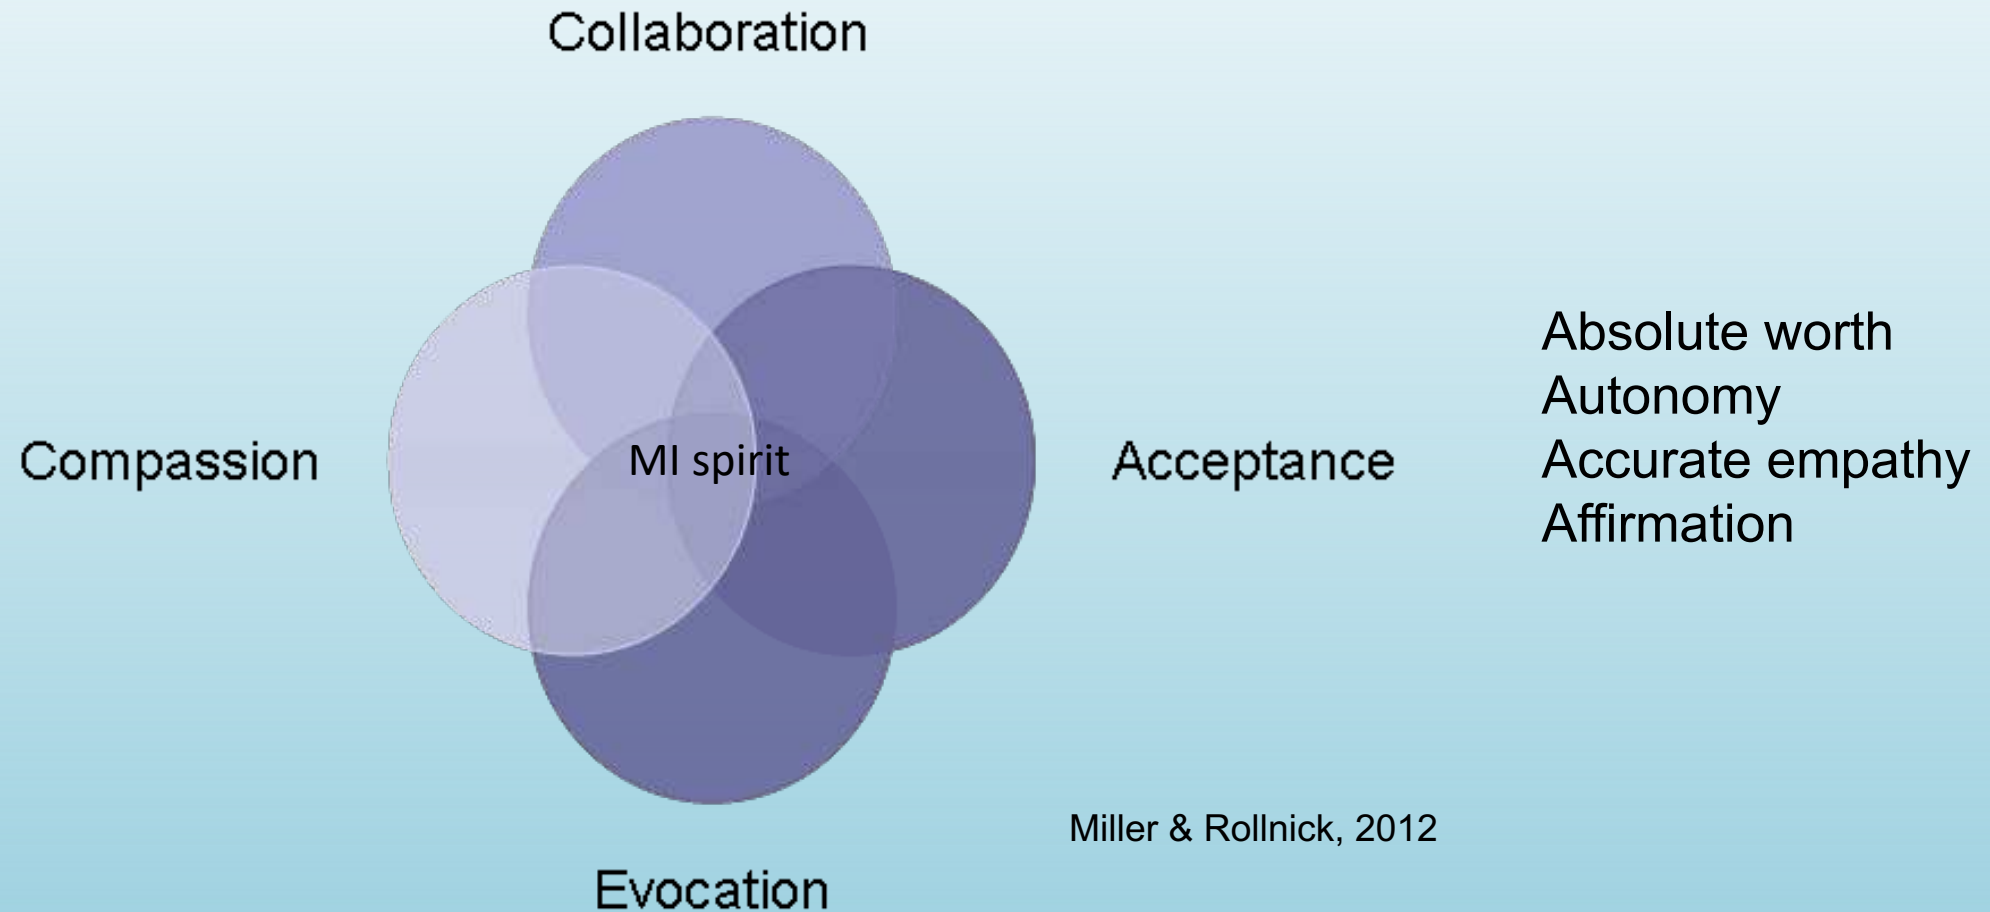 Collaboration
Compassion
MI spirit
Acceptance
Absolute worth
Autonomy
Accurate empathy
Affirmation
Miller & Rollnick, 2012
Evocation